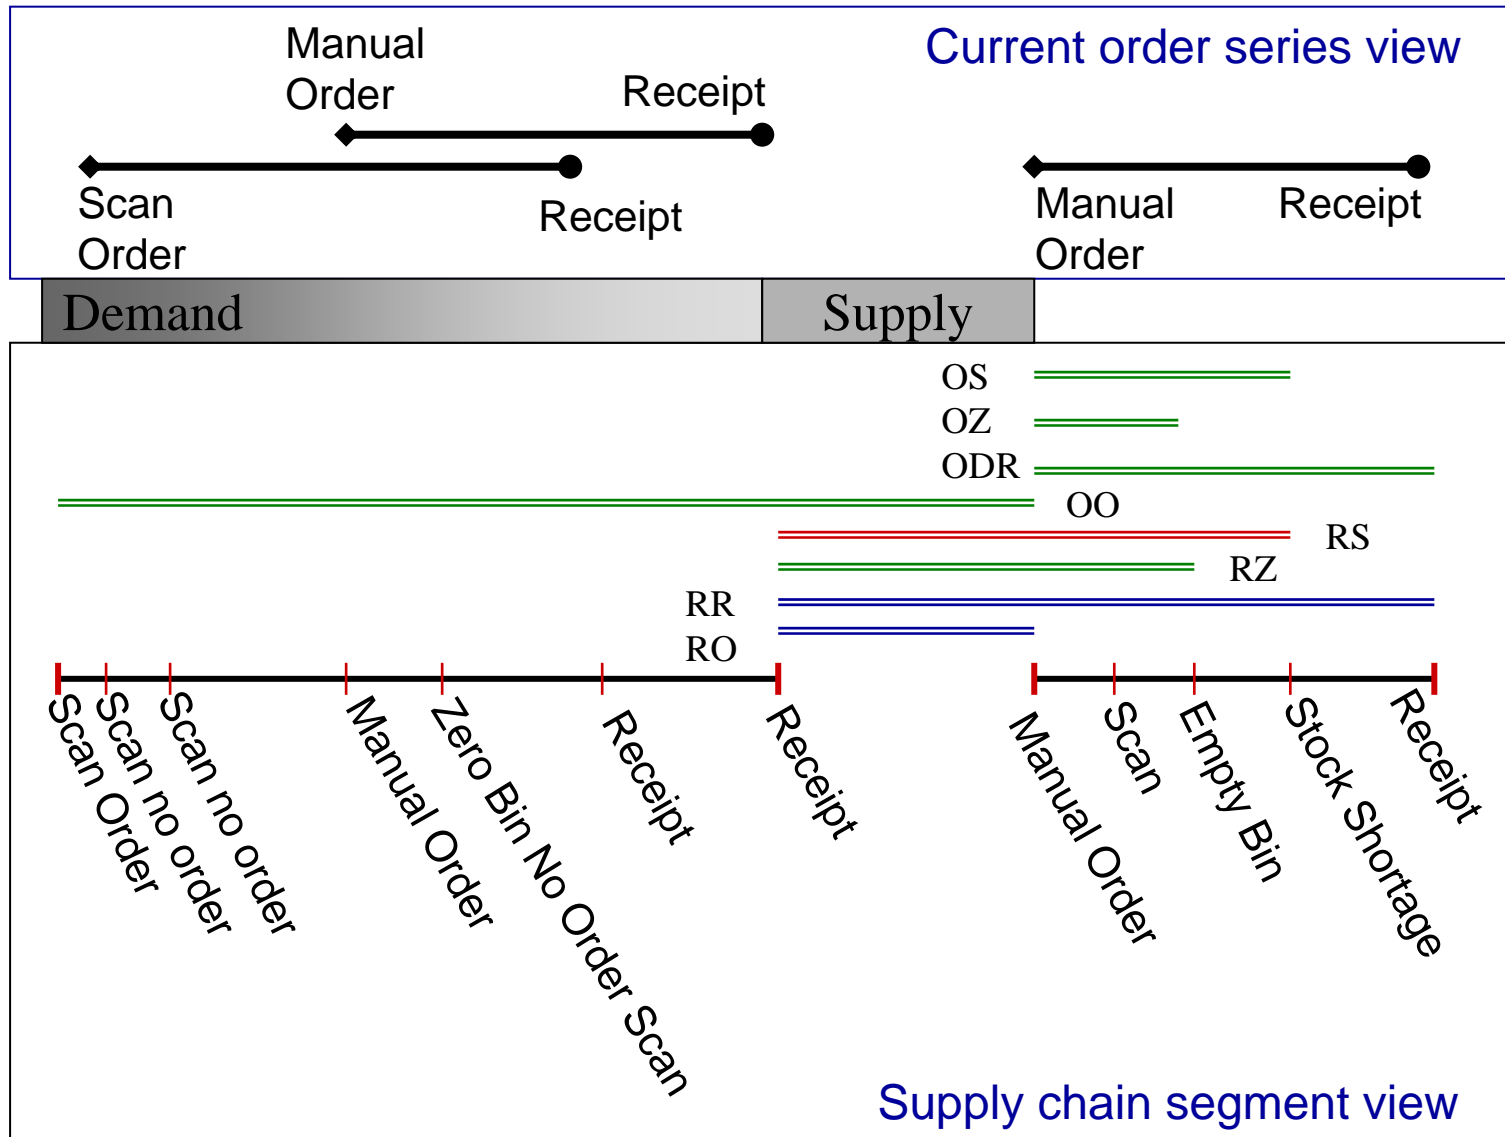 Manual
Order
Current order series view
Receipt
Scan
Order
Receipt
Manual
Order
Receipt
Demand
Supply
OS
OZ
ODR
OO
RS
RZ
RR
RO
Scan Order
Scan no order
Scan no order
Manual Order
Zero Bin No Order Scan
Receipt
Receipt
Manual Order
Scan
Empty Bin
Stock Shortage
Receipt
Supply chain segment view